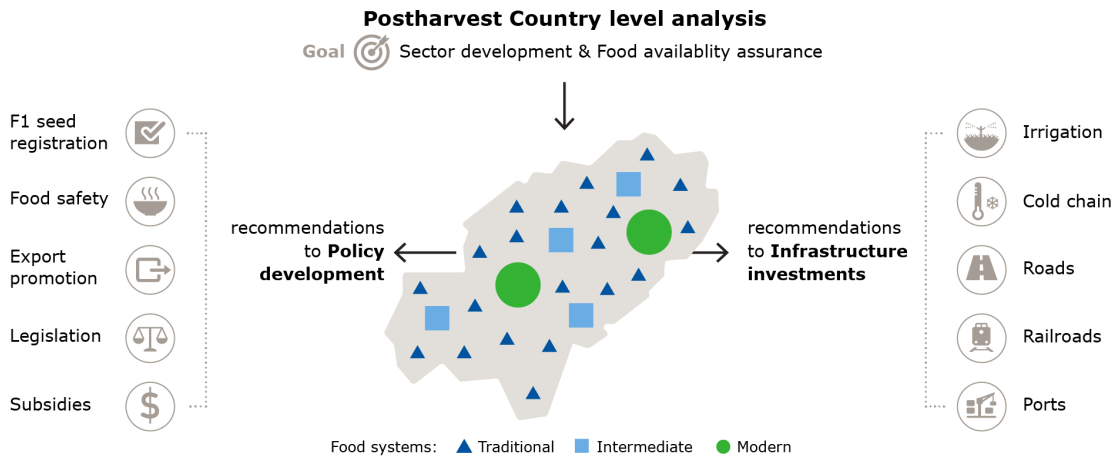 Postharvest Country level analysis
Goal Sector development & Food availablity assurance
F1 seed
registration
Food safety
Export
promotion
Legislation
Subsidies
recommendations
to Policy
development
recommendations
to Infrastructure
investments
Irrigation
Cold chain
Roads
Railroads
Ports
Food systems: Traditional Intermediate Modern